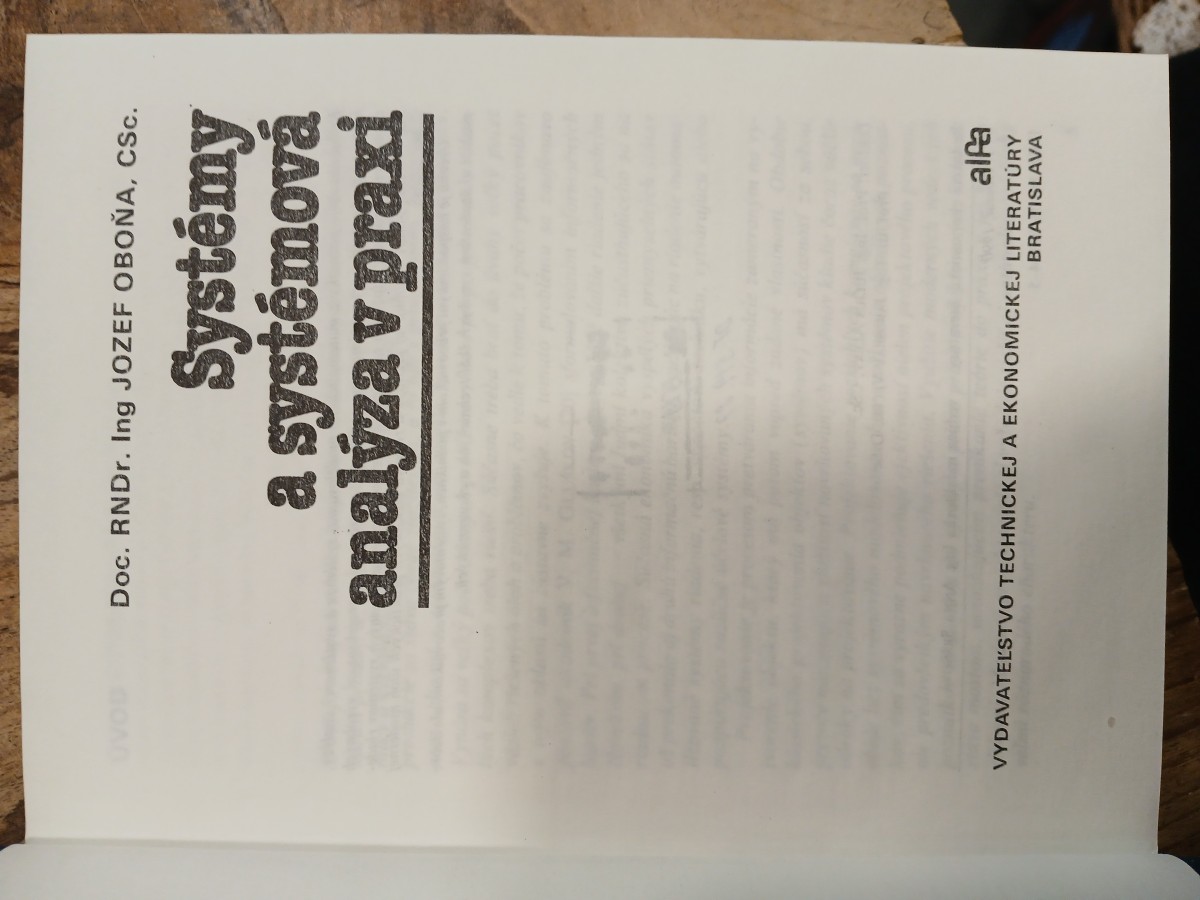 Doc. RNDr. Ing JOZEF OBOŇA, CSc.
Systémy
a systémová
analýza v praxi
alfa
VYDAVATEĽSTVO TECHNICKEJ A EKONOMICKEJ LITERATÚRY
BRATISLAVA